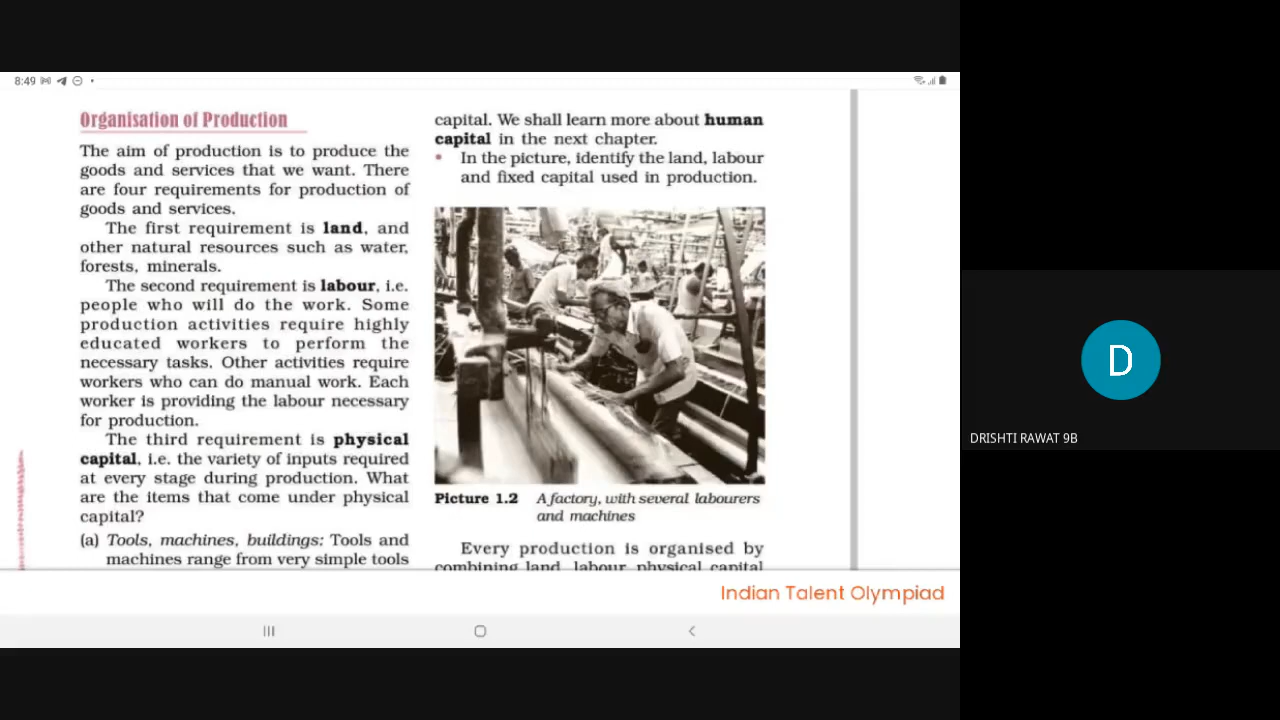 8:49
Organisation of Production
The aim of production is to produce the
goods and services that we want. There
are four requirements for production of
goods and services.
The first requirement is land, and
other natural resources such as water,
forests, minerals.
The second requirement is labour, i.e.
people who will do the work. Some
production activities require highly
educated workers to perform the
necessary tasks. Other activities require
workers who can do manual work. Each
worker is providing the labour necessary
for production.
The third requirement is physical
capital, i.e. the variety of inputs required
at every stage during production. What
are the items that come under physical
capital?
(a) Tools, machines, buildings: Tools and
machines range from very simple tools
capital. We shall learn more about human
capital in the next chapter.
• In the picture, identify the land, labour
and fixed capital used in production.
Picture 1.2 A factory, with several labourers
and machines
Every production is organised by
combining land, labour, physical capital
Indian Talent Olympiad
D
DRISHTI RAWAT 9B